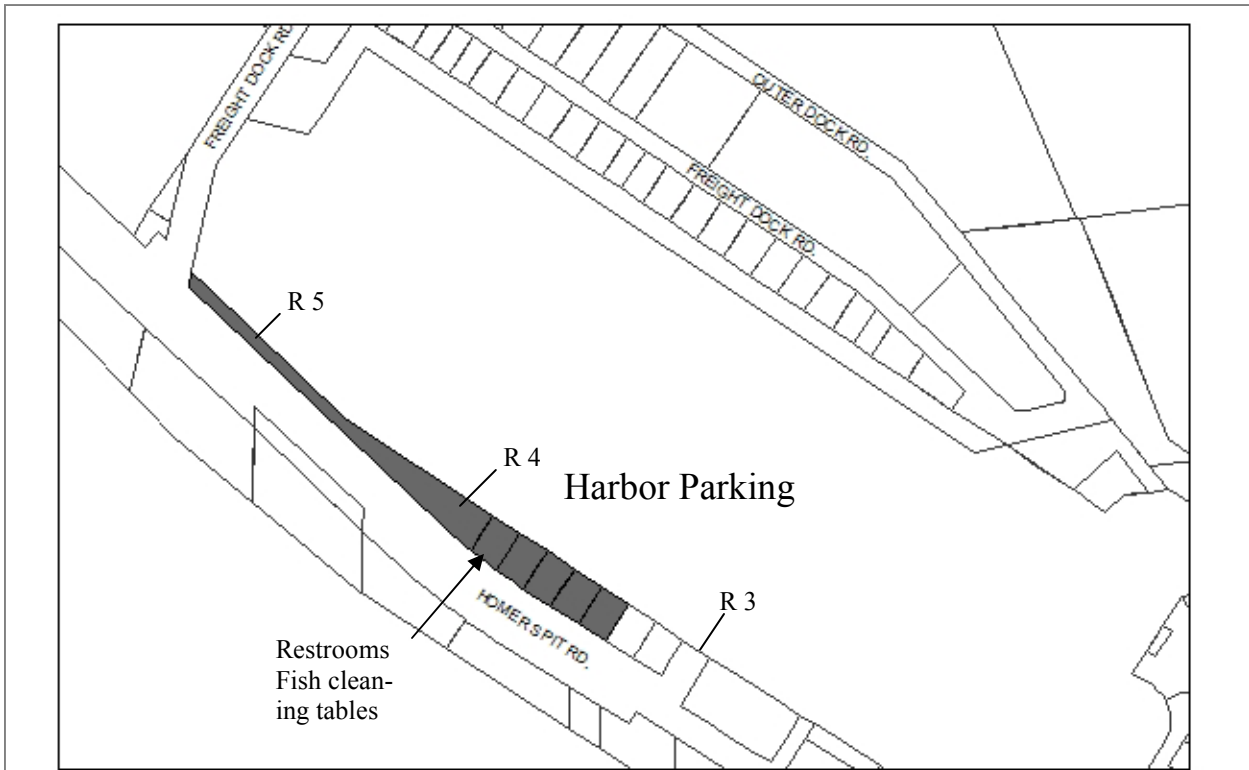 FREIGHT DOCK RD.
OUTER DOCK RD.
FREIGHT DOCK RD.
R 5
R 4
Harbor Parking
R 3
HOMER SPIT RD.
Restrooms
Fish clean-
ing tables